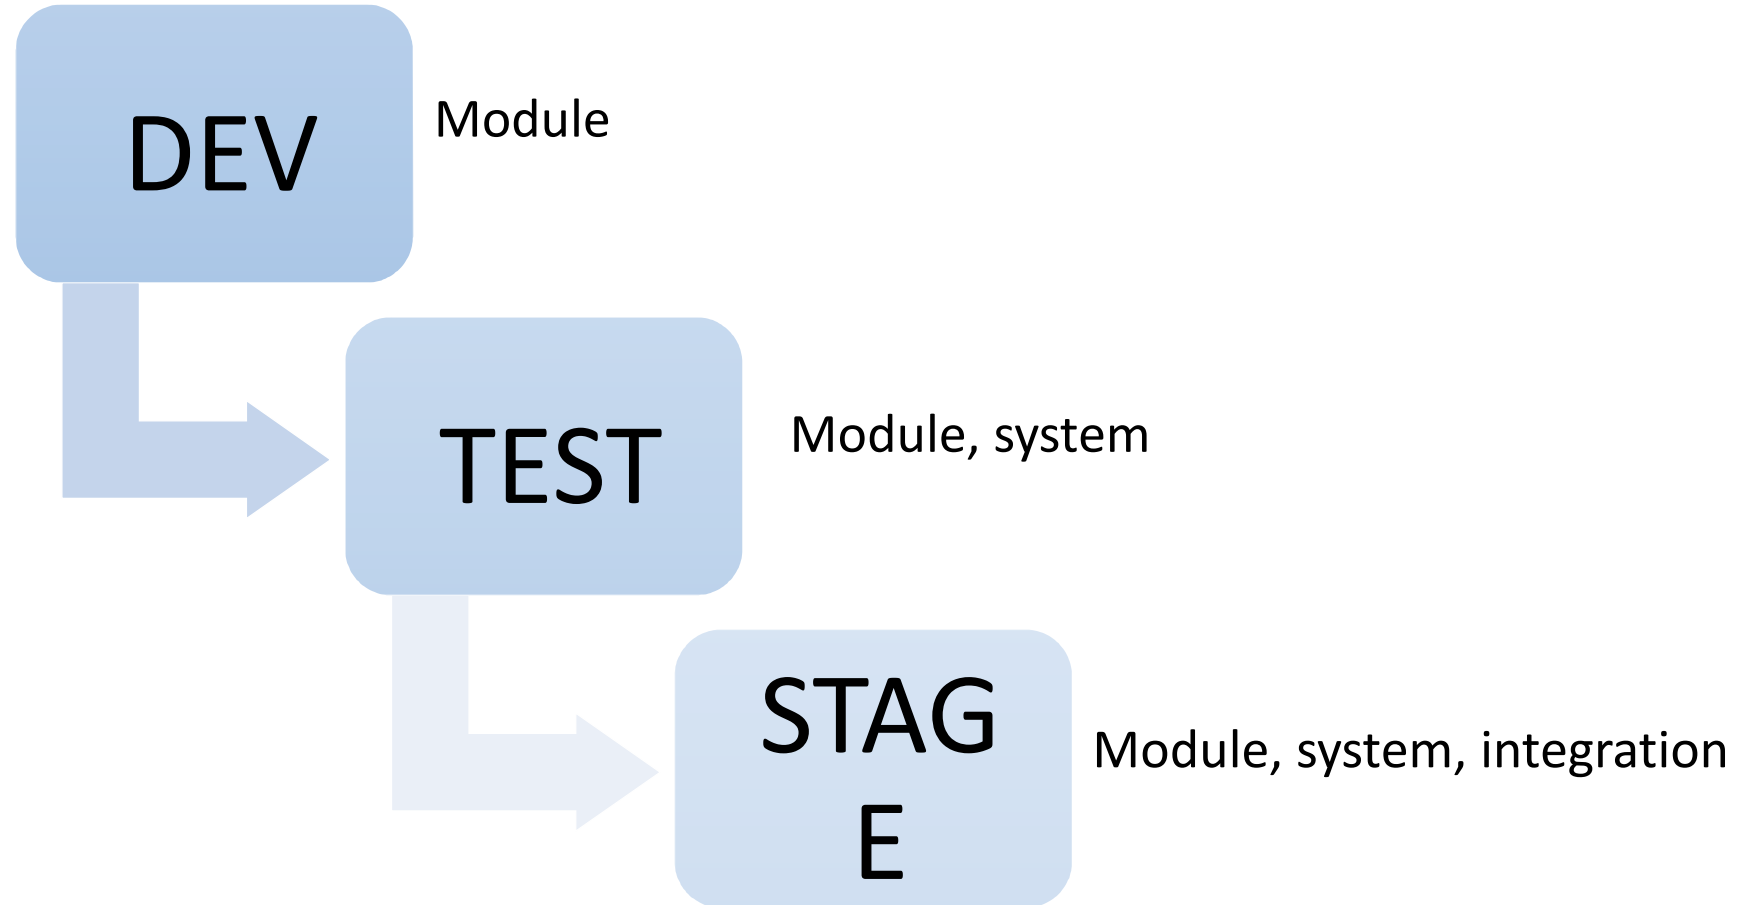 DEV
Module
TEST
Module, system
STAG
E
Module, system, integration